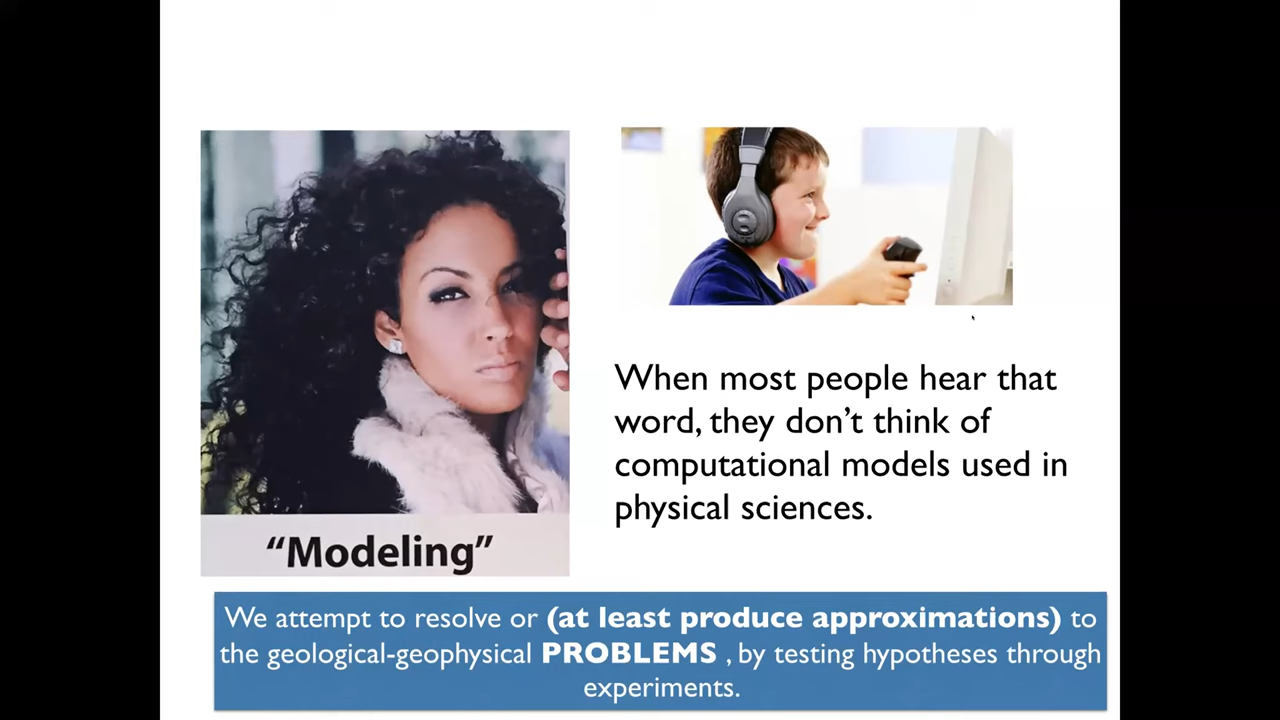 When most people hear that
word, they don’t think of
computational models used in
physical sciences.
“Modeling”
We attempt to resolve or (at least produce approximations) to
the geological-geophysical PROBLEMS , by testing hypotheses through
experiments.